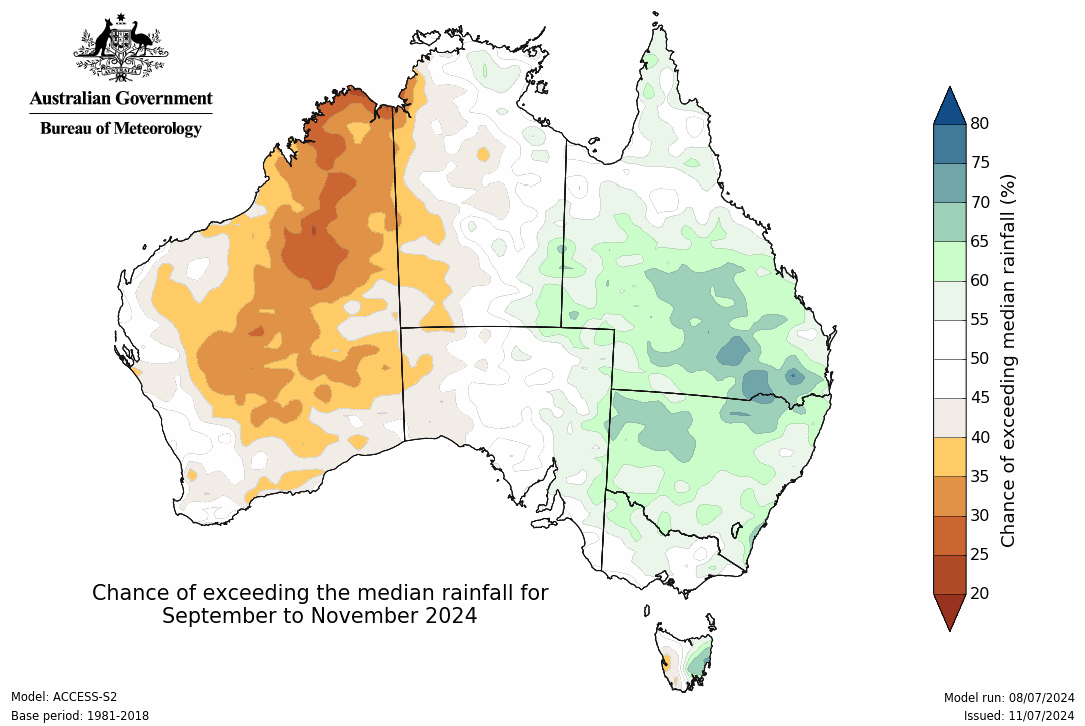 Australian Government
Bureau of Meteorology
80
75
70
65
60
55
50
45
40
35
30
25
20
Chance of exceeding median rainfall (%)
Chance of exceeding the median rainfall for
September to November 2024
Model: ACCESS-S2
Base period: 1981-2018
Model run: 08/07/2024
Issued: 11/07/2024